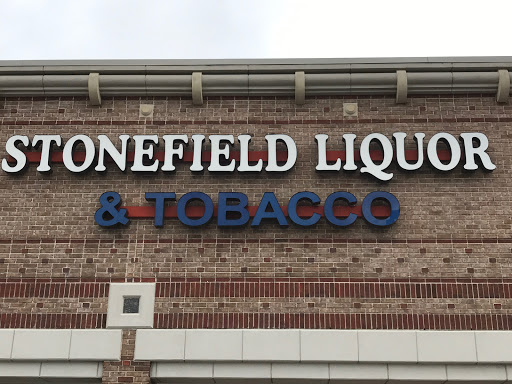 STONEFIELD LIQUOR
& TOBACCO